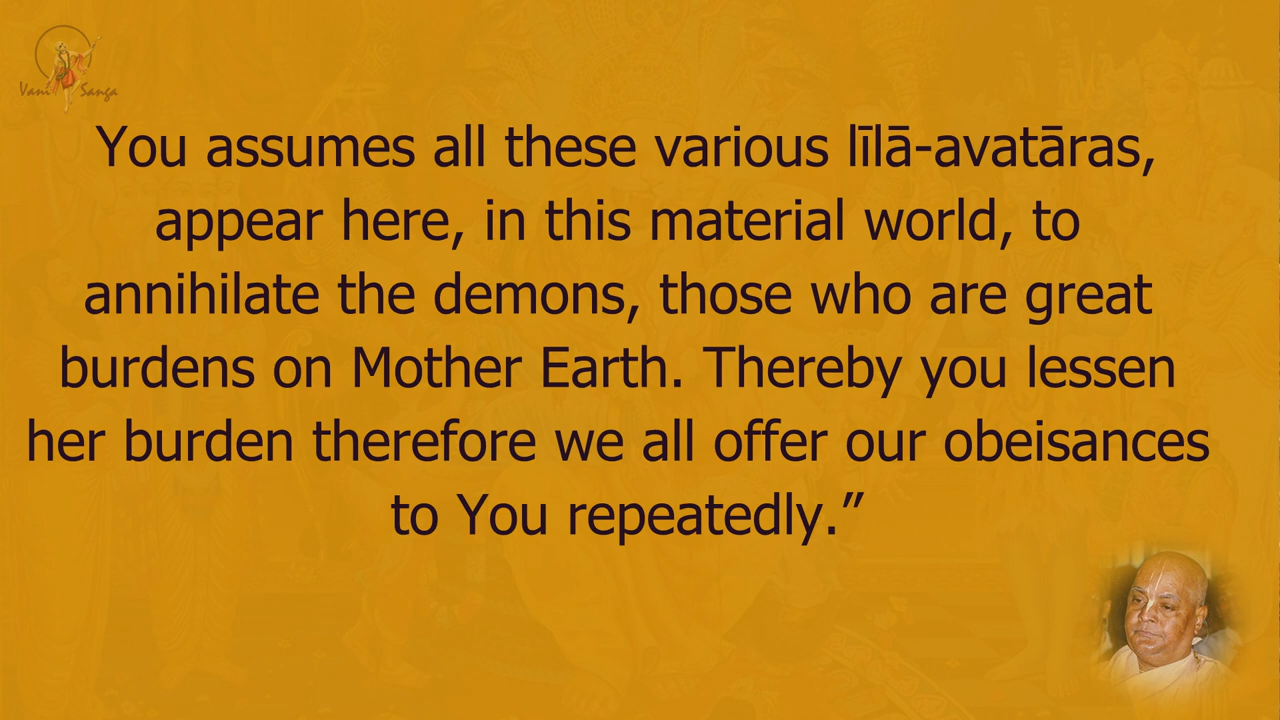 Vani Sanga
You assumes all these various līlā-avatāras,
appear here, in this material world, to
annihilate the demons, those who are great
burdens on Mother Earth. Thereby you lessen
her burden therefore we all offer our obeisances
to You repeatedly.”